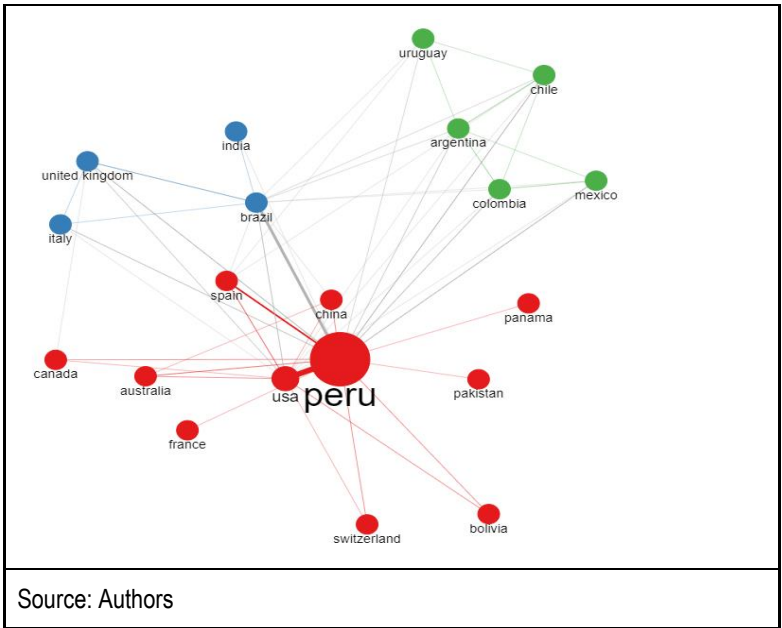 uruguay
chile
india
argentina
united kingdom
colombia
mexico
brazil
italy
spain
china
panama
canada
australia
usa
peru
pakistan
france
switzerland
bolivia
Source: Authors